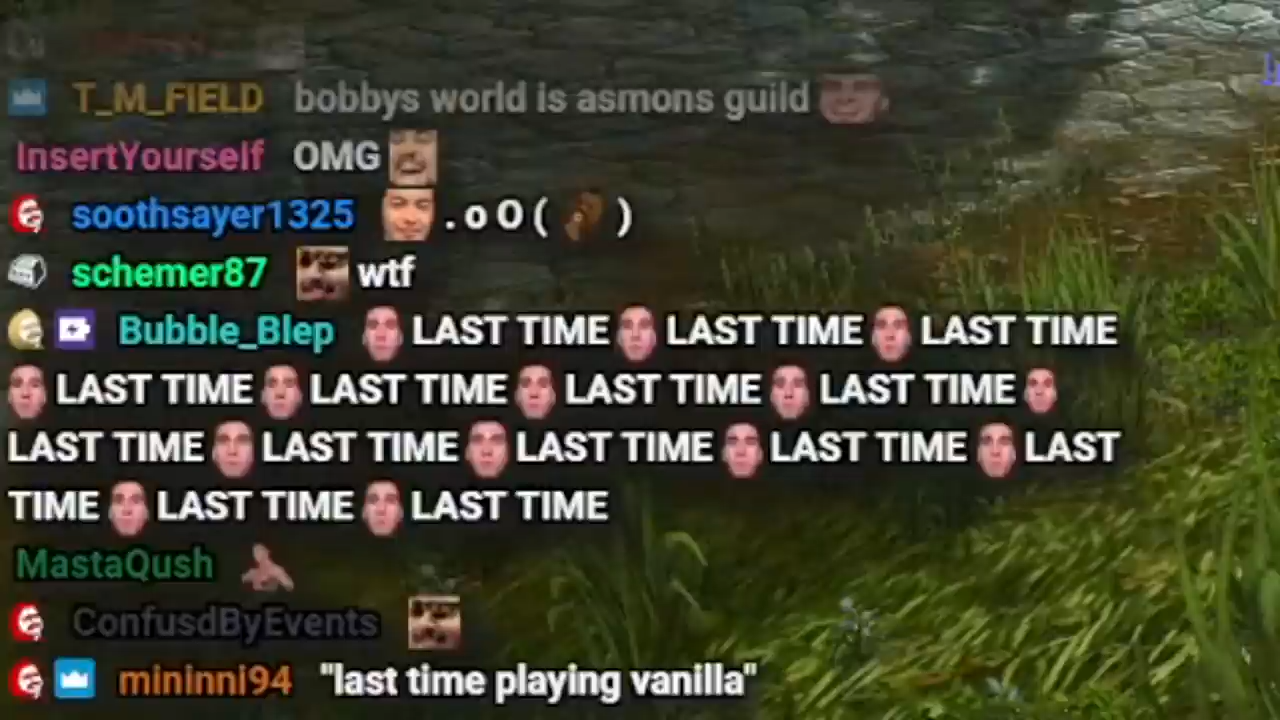 T_M_FIELD bobbys world is asmons guild
InsertYourself OMG
soothsayer1325 . o O ( )
schemer87 wtf
Bubble_Blep LAST TIME LAST TIME LAST TIME
LAST TIME LAST TIME LAST TIME LAST TIME
LAST TIME LAST TIME LAST TIME LAST TIME LAST
TIME LAST TIME LAST TIME
MastaQush
ConfusdByEvents
mininni94 "last time playing vanilla"